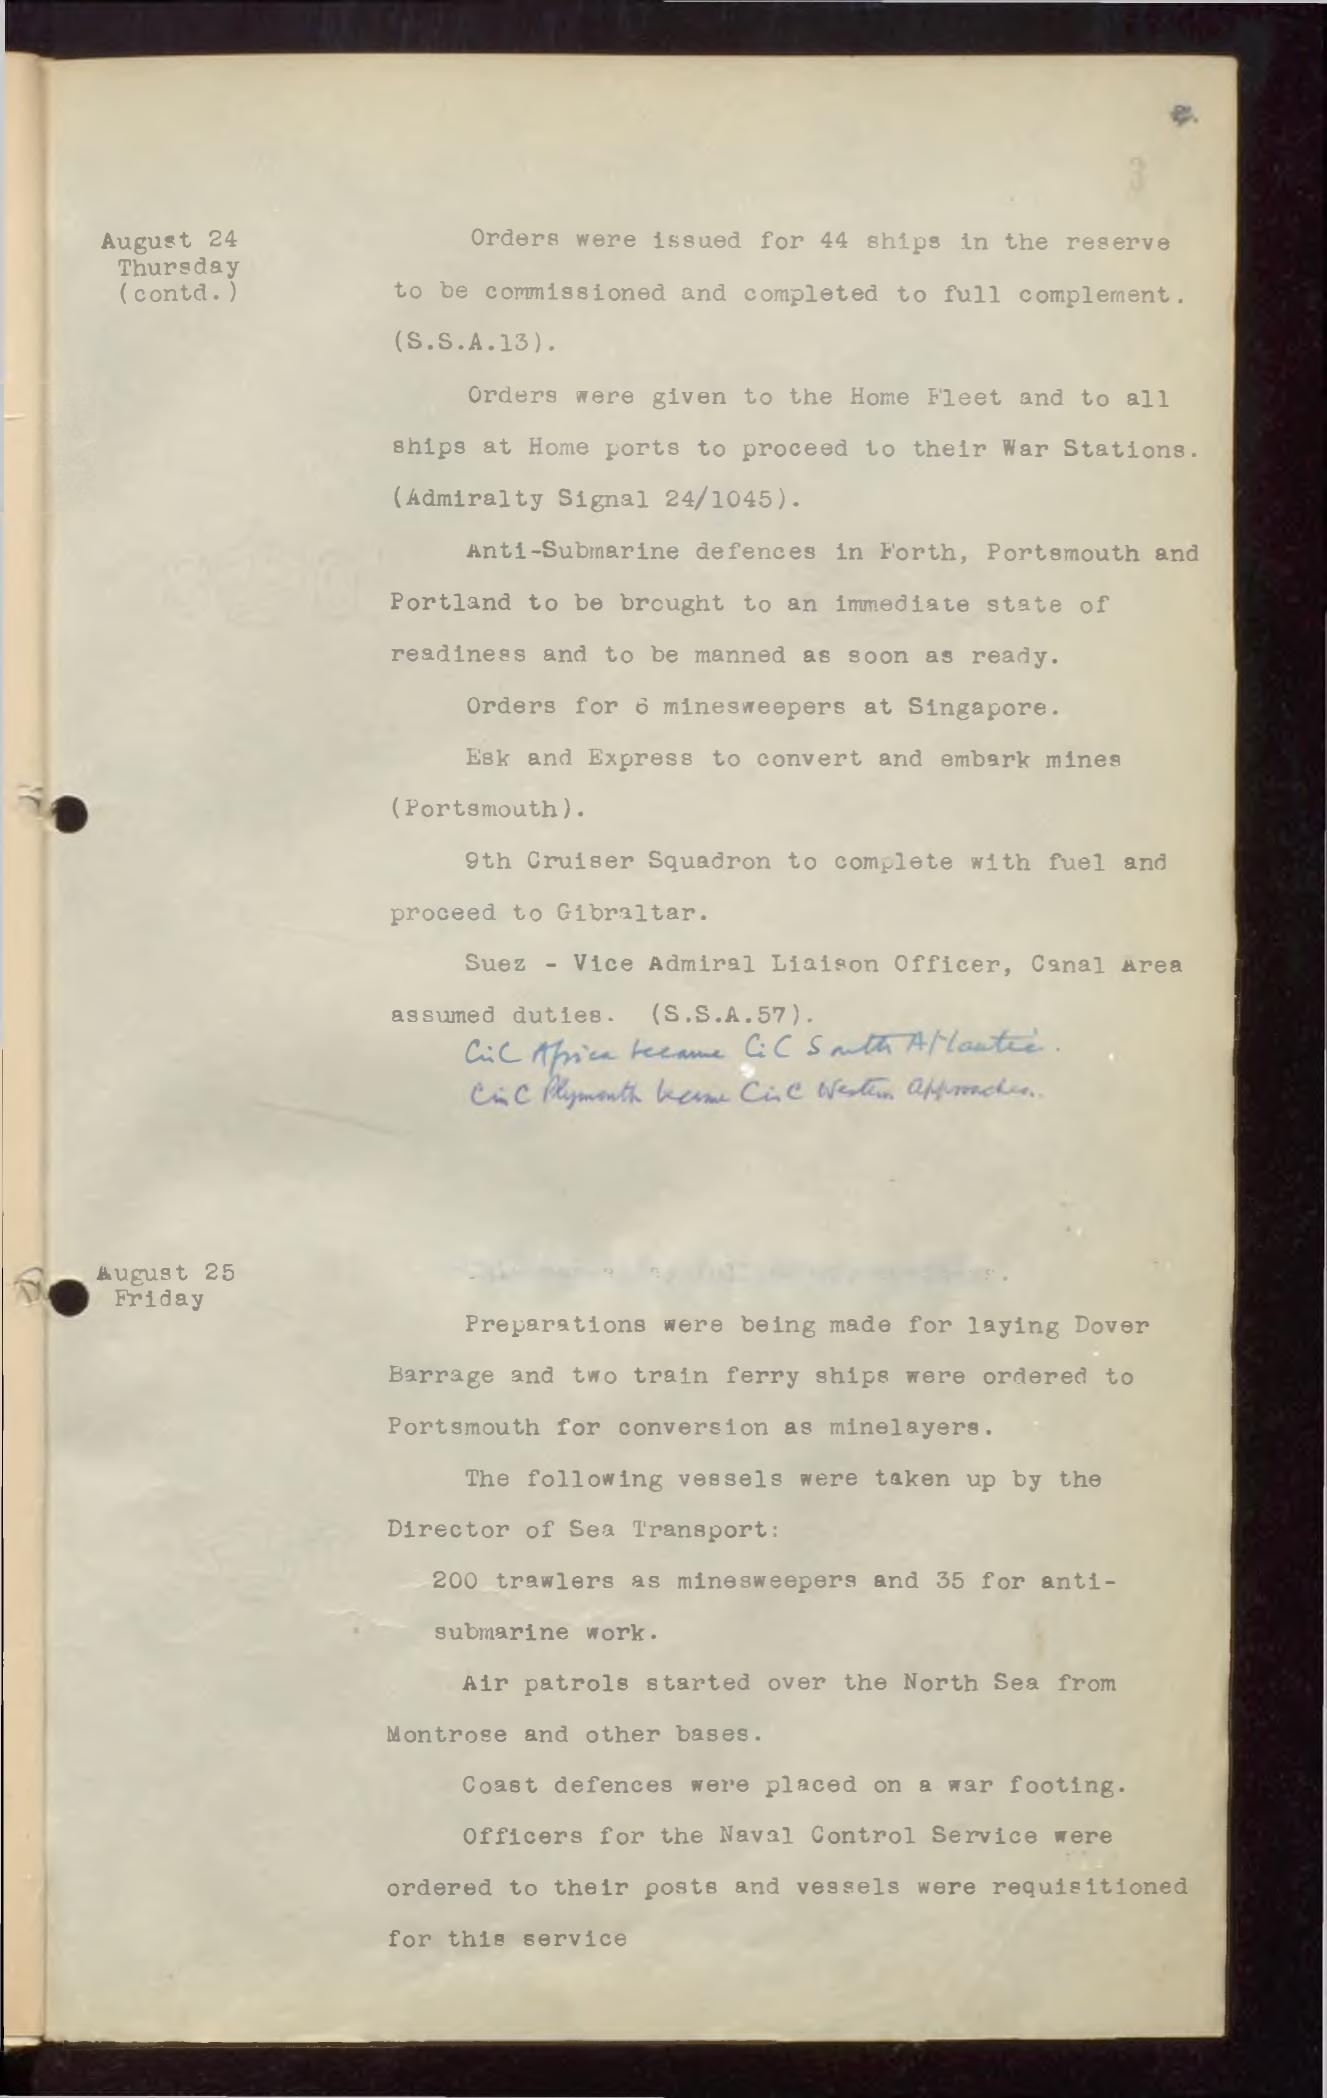 2.
3
August 24
Thursday
(contd.)
Orders were issued for 44 ships in the reserve
to be commissioned and completed to full complement.
(S.S.A.13).
Orders were given to the Home Fleet and to all
ships at Home ports to proceed to their War Stations.
(Admiralty Signal 24/1045).
Anti-Submarine defences in Forth, Portsmouth and
Portland to be brought to an immediate state of
readiness and to be manned as soon as ready.
Orders for 6 minesweepers at Singapore.
Esk and Express to convert and embark mines
(Portsmouth).
9th Cruiser Squadron to complete with fuel and
proceed to Gibraltar.
Suez - Vice Admiral Liaison Officer, Canal Area
assumed duties. (S.S.A.57).
CinC Africa became CinC South Atlantic.
CinC Plymouth became CinC Western Approaches.
August 25
Friday
Preparations were being made for laying Dover
Barrage and two train ferry ships were ordered to
Portsmouth for conversion as minelayers.
The following vessels were taken up by the
Director of Sea Transport:
200 trawlers as minesweepers and 35 for anti-
submarine work.
Air patrols started over the North Sea from
Montrose and other bases.
Coast defences were placed on a war footing.
Officers for the Naval Control Service were
ordered to their posts and vessels were requisitioned
for this service